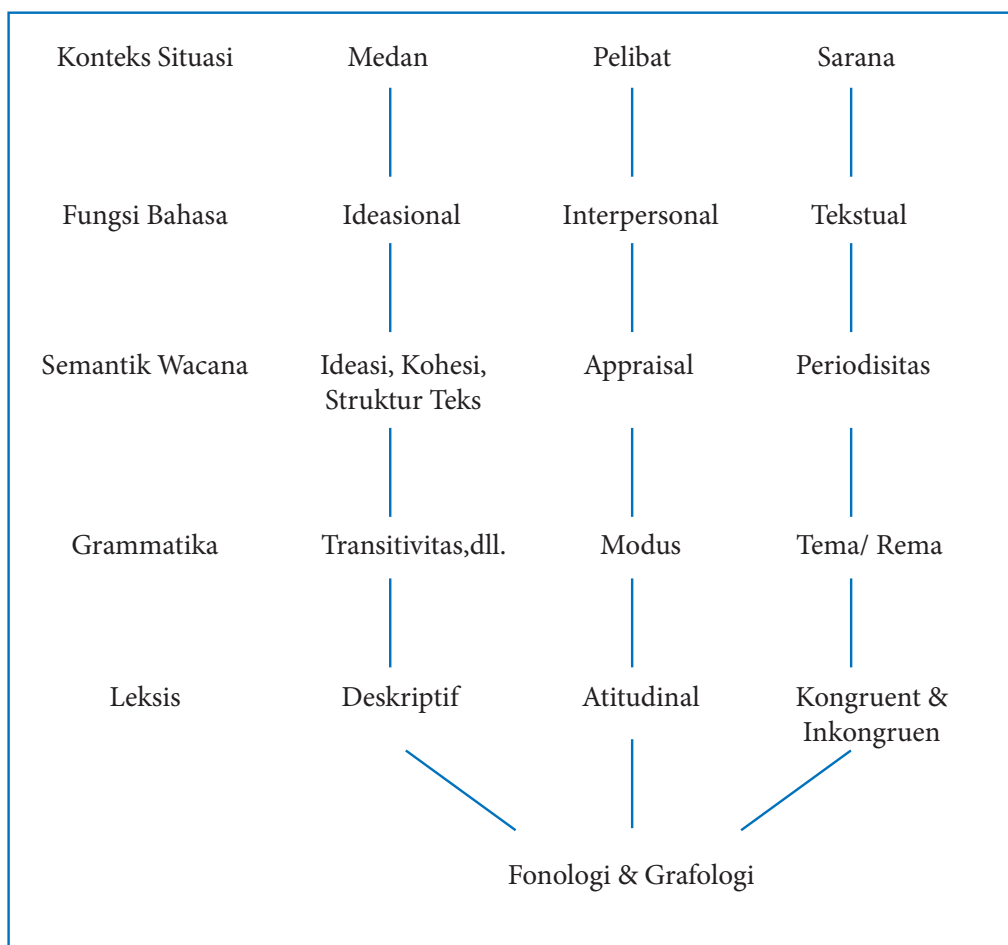 Konteks Situasi Medan Pelibat Sarana
Fungsi Bahasa Ideasional Interpersonal Tekstual
Semantik Wacana Ideasi, Kohesi, Appraisal Periodisitas
Struktur Teks
Grammatika Transitivitas,dll. Modus Tema/ Rema
Leksis Deskriptif Atitudinal Kongruent &
Inkongruen
Fonologi & Grafologi